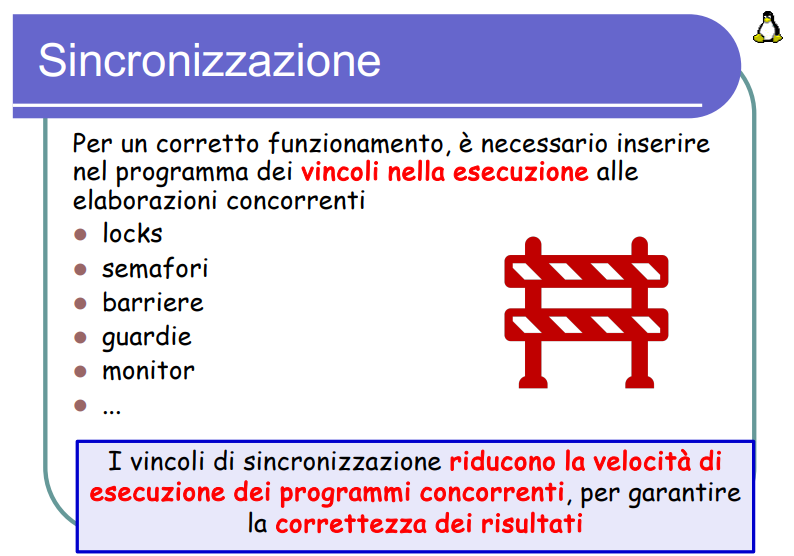 Sincronizzazione
Per un corretto funzionamento, è necessario inserire
nel programma dei vincoli nella esecuzione alle
elaborazioni concorrenti
locks
semafori
barriere
guardie
monitor
...
I vincoli di sincronizzazione riducono la velocità di
esecuzione dei programmi concorrenti, per garantire
la correttezza dei risultati